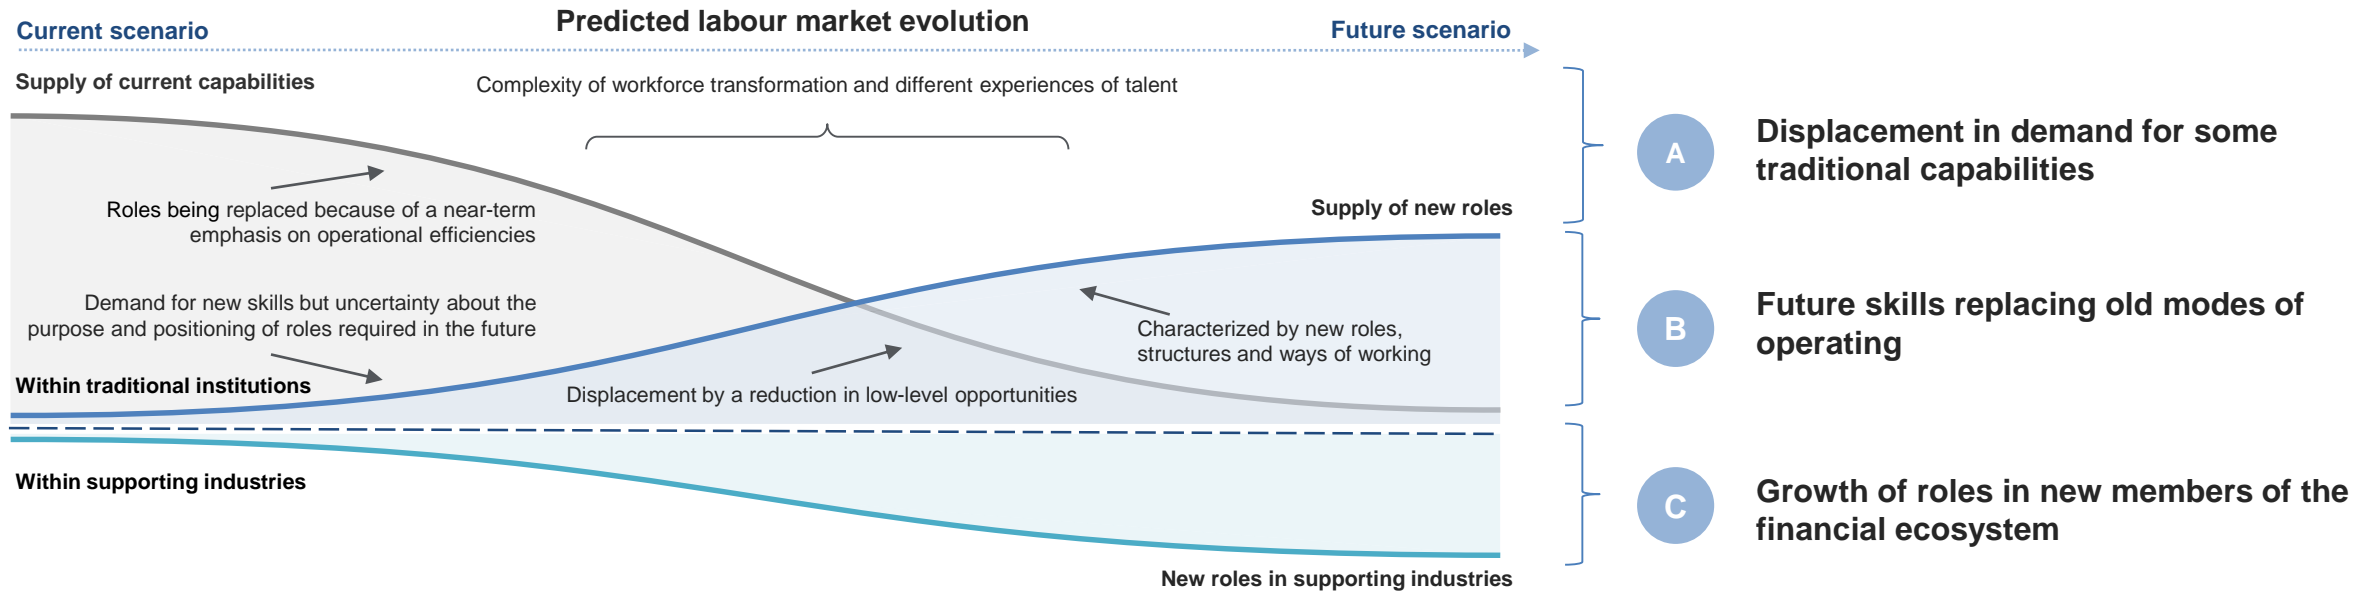 Predicted labour market evolution
Current scenario
Future scenario
Supply of current capabilities
Complexity of workforce transformation and different experiences of talent
Roles being replaced because of a near-term
emphasis on operational efficiencies
Supply of new roles
Demand for new skills but uncertainty about the
purpose and positioning of roles required in the future
Characterized by new roles,
structures and ways of working
Within traditional institutions
Displacement by a reduction in low-level opportunities
Within supporting industries
New roles in supporting industries
A
Displacement in demand for some
traditional capabilities
B
Future skills replacing old modes of
operating
C
Growth of roles in new members of the
financial ecosystem